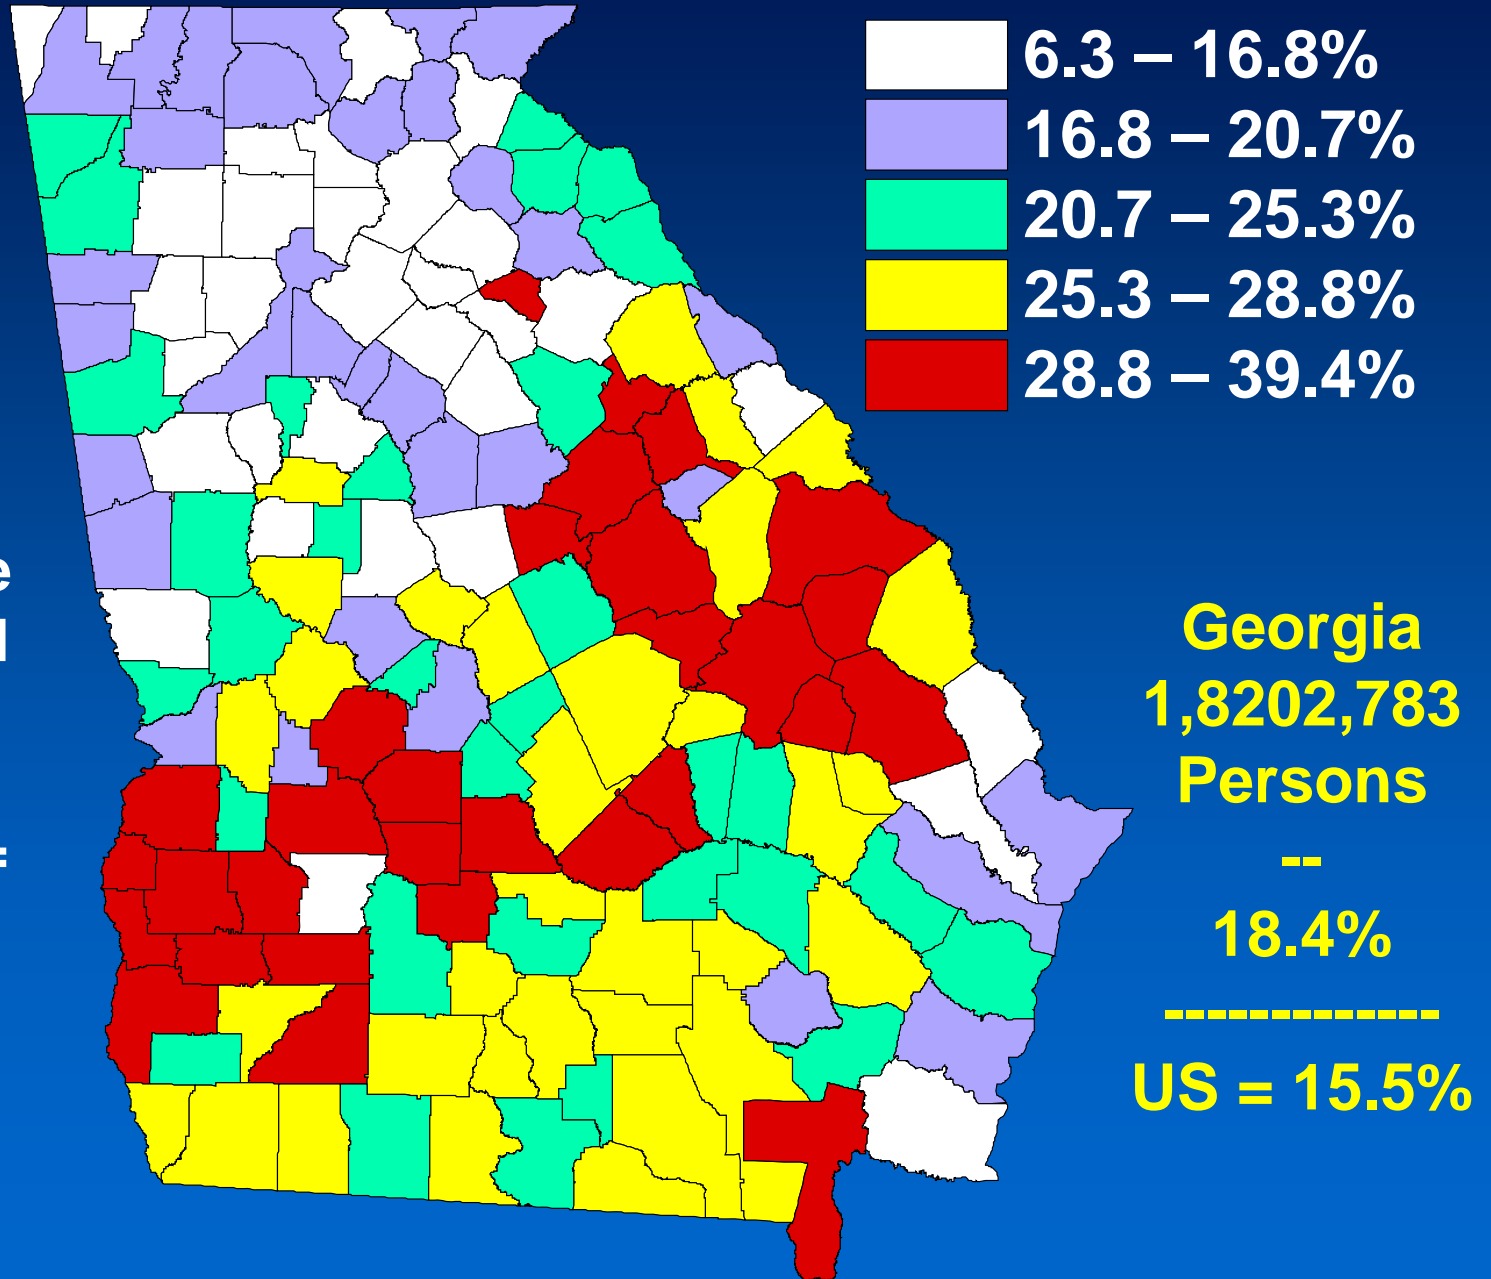 6.3 – 16.8%
16.8 – 20.7%
20.7 – 25.3%
25.3 – 28.8%
28.8 – 39.4%
Georgia
1,8202,783
Persons
--
18.4%
-------------
US = 15.5%
e
=